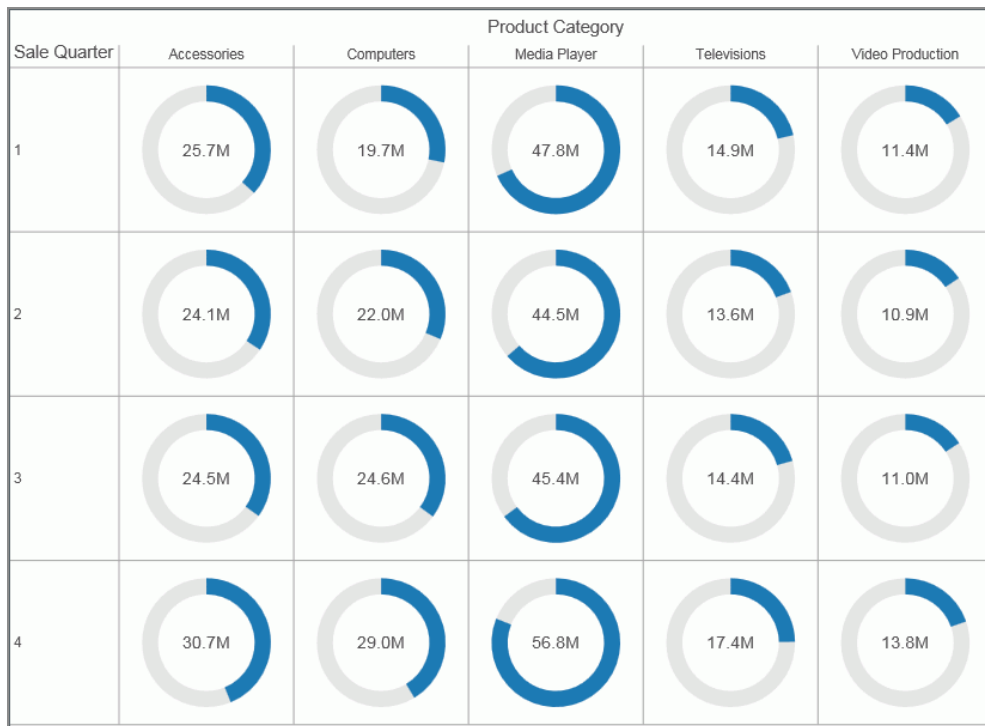 Product Category
Sale Quarter Accessories Computers Media Player Televisions Video Production
1 25.7M 19.7M 47.8M 14.9M 11.4M
2 24.1M 22.0M 44.5M 13.6M 10.9M
3 24.5M 24.6M 45.4M 14.4M 11.0M
4 30.7M 29.0M 56.8M 17.4M 13.8M